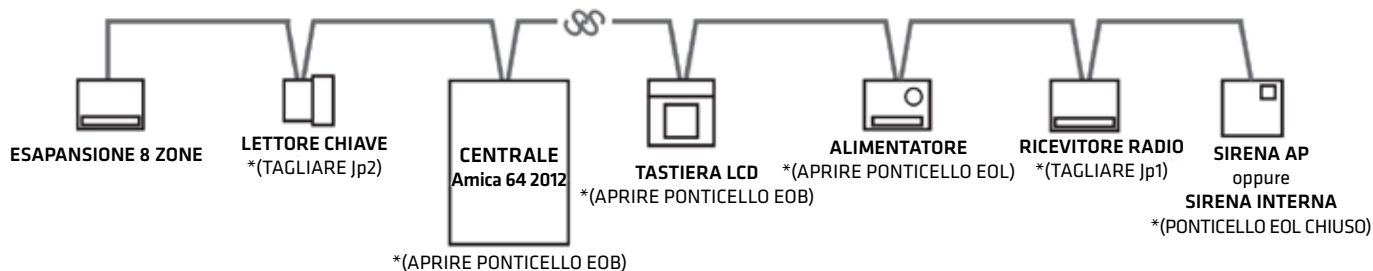 ESAPANSIONE 8 ZONE
LETTORE CHIAVE
*(TAGLIARE Jp2)
CENTRALE
Amica 64 2012
*(APRIRE PONTICELLO EOB)
TASTIERA LCD
*(APRIRE PONTICELLO EOB)
ALIMENTATORE
*(APRIRE PONTICELLO EOL)
RICEVITORE RADIO
*(TAGLIARE Jp1)
SIRENA AP
oppure
SIRENA INTERNA
*(PONTICELLO EOL CHIUSO)